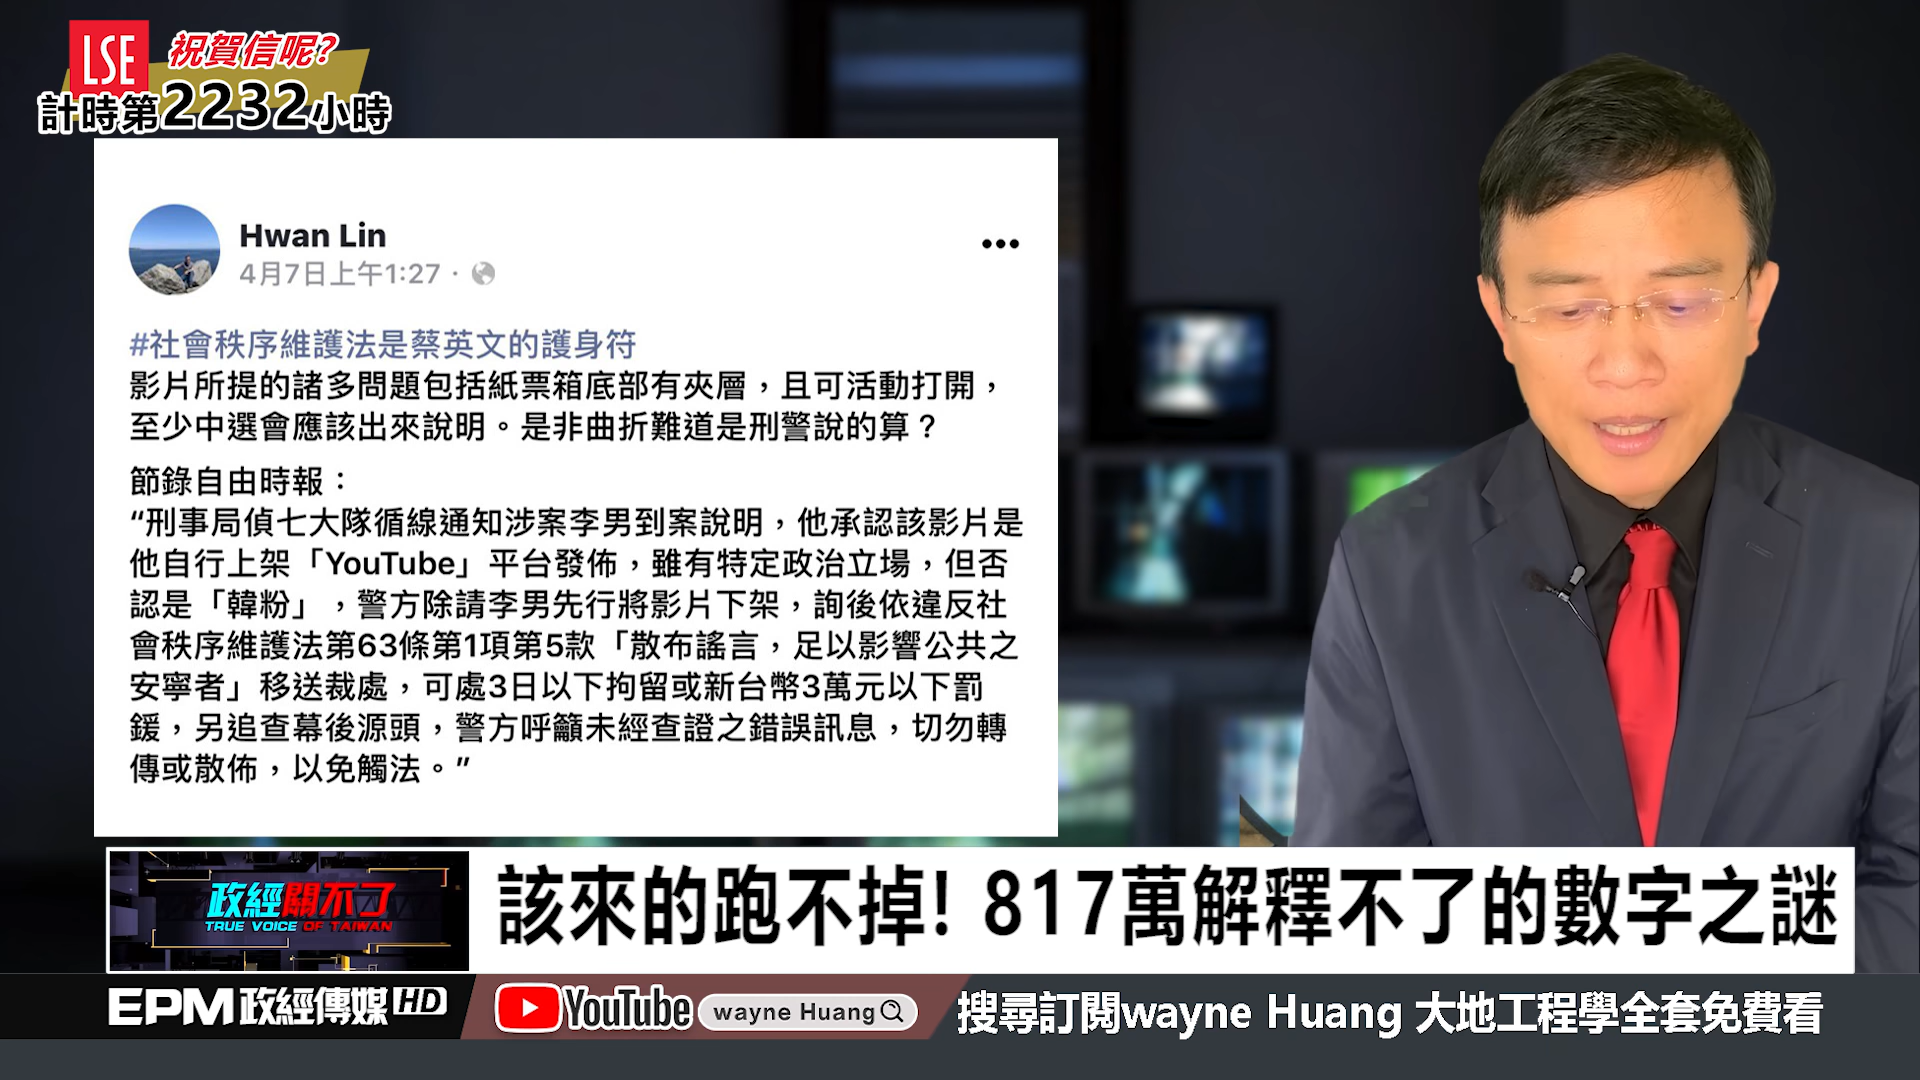 LSE
祝賀信呢?
計時第2232小時
Hwan Lin
4月7日上午1:27 ·
#社會秩序維護法是蔡英文的護身符
影片所提的諸多問題包括紙票箱底部有夾層，且可活動打開，
至少中選會應該出來說明。是非曲折難道是刑警說的算？
節錄自由時報：
“刑事局偵七大隊循線通知涉案李男到案說明，他承認該影片是
他自行上架「YouTube」平台發佈，雖有特定政治立場，但否
認是「韓粉」，警方除請李男先行將影片下架，詢後依違反社
會秩序維護法第63條第1項第5款「散布謠言，足以影響公共之
安寧者」移送裁處，可處3日以下拘留或新台幣3萬元以下罰
鍰，另追查幕後源頭，警方呼籲未經查證之錯誤訊息，切勿轉
傳或散佈，以免觸法。”
政經關不了
TRUE VOICE OF TAIWAN
該來的跑不掉! 817萬解釋不了的數字之謎
EPM政經傳媒HD
YouTube
wayne Huang
搜尋訂閱wayne Huang 大地工程學全套免費看